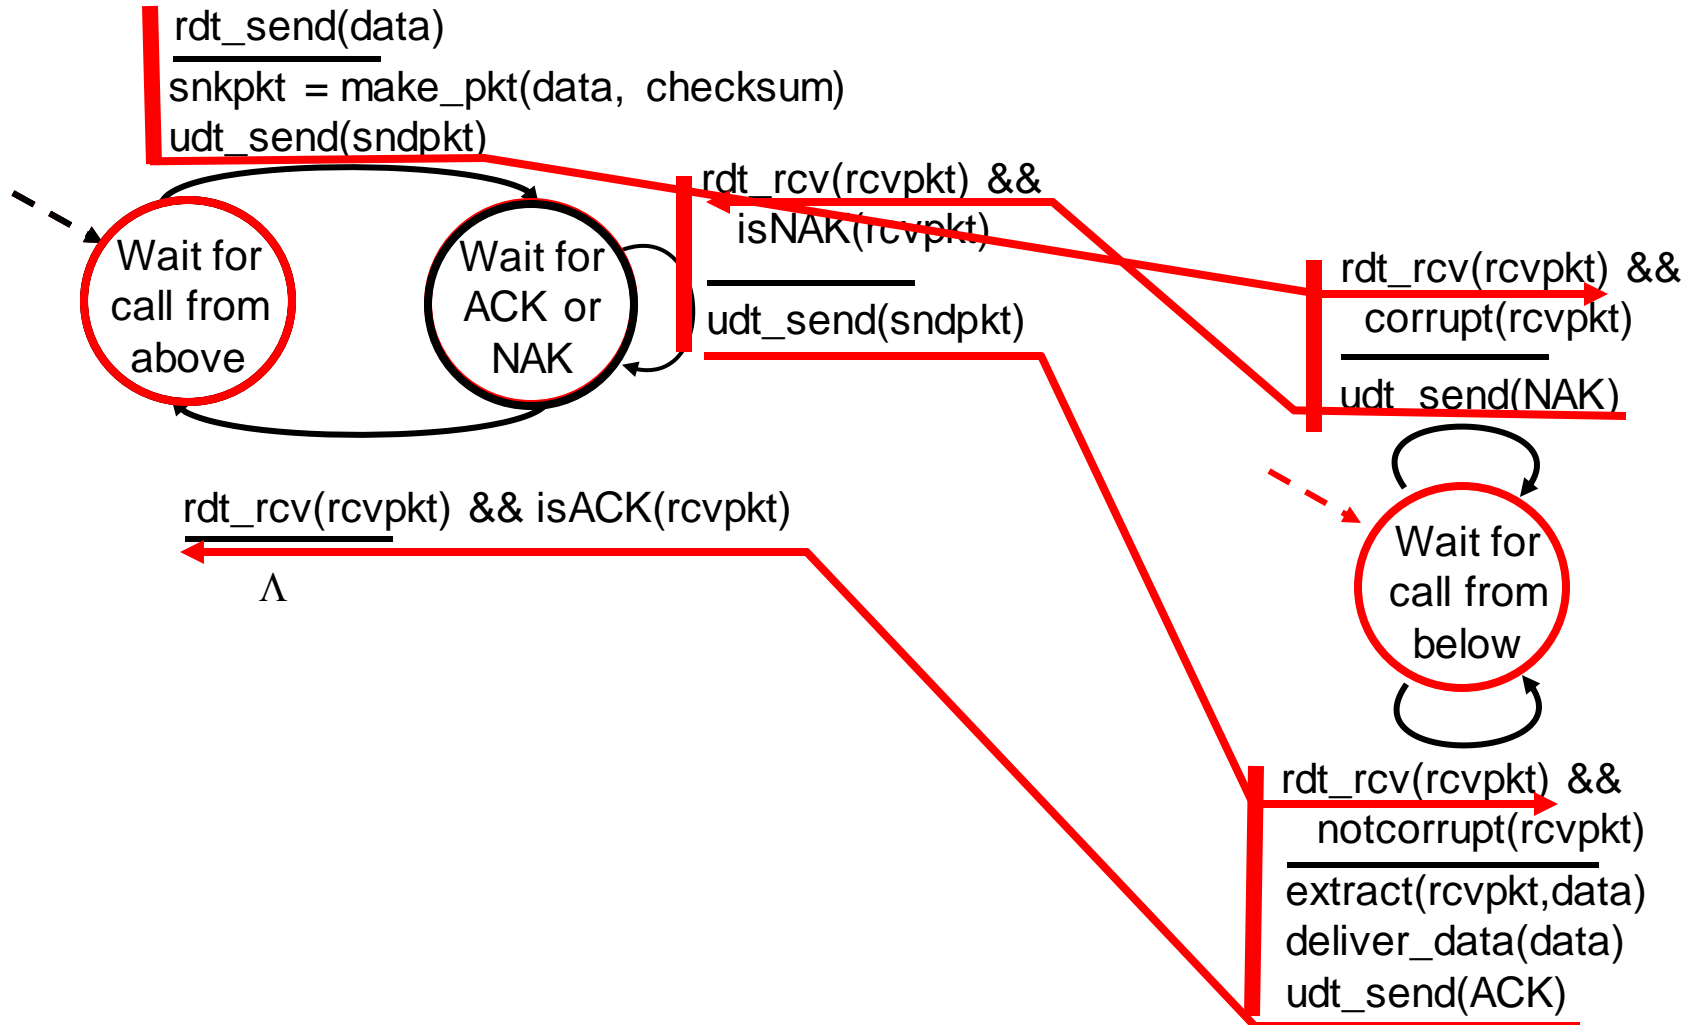 rdt_send(data)
snkpkt = make_pkt(data, checksum)
udt_send(sndpkt)
rdt_rcv(rcvpkt) &&
isNAK(rcvpkt)
udt_send(sndpkt)
Wait for
call from
above
Wait for
ACK or
NAK
rdt_rcv(rcvpkt) && isACK(rcvpkt)
Λ
rdt_rcv(rcvpkt) &&
corrupt(rcvpkt)
udt_send(NAK)
Wait for
call from
below
rdt_rcv(rcvpkt) &&
notcorrupt(rcvpkt)
extract(rcvpkt,data)
deliver_data(data)
udt_send(ACK)